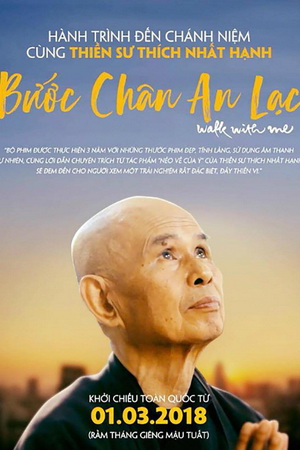 HÀNH TRÌNH ĐẾN CHÁNH NIỆM
CÙNG THIỀN SƯ THÍCH NHẤT HẠNH
Bước Chân An Lạc
walk with me
"BỘ PHIM ĐƯỢC THỰC HIỆN 3 NĂM VỚI NHỮNG THƯỚC PHIM ĐẸP, TĨNH LẶNG, SỬ DỤNG ÂM THANH
Ự NHIÊN, CÙNG LỜI DẪN CHUYỆN TRÍCH TỪ TÁC PHẨM "NẺO VỀ CỦA Ý" CỦA THIỀN SƯ THÍCH NHẤT HẠNH
SẼ ĐEM ĐẾN CHO NGƯỜI XEM MỘT TRẢI NGHIỆM RẤT ĐẶC BIỆT, ĐẦY THIỀN VỊ."
KHỞI CHIẾU TOÀN QUỐC TỪ
01.03.2018
(RẰM THÁNG GIÊNG MẬU TUẤT)